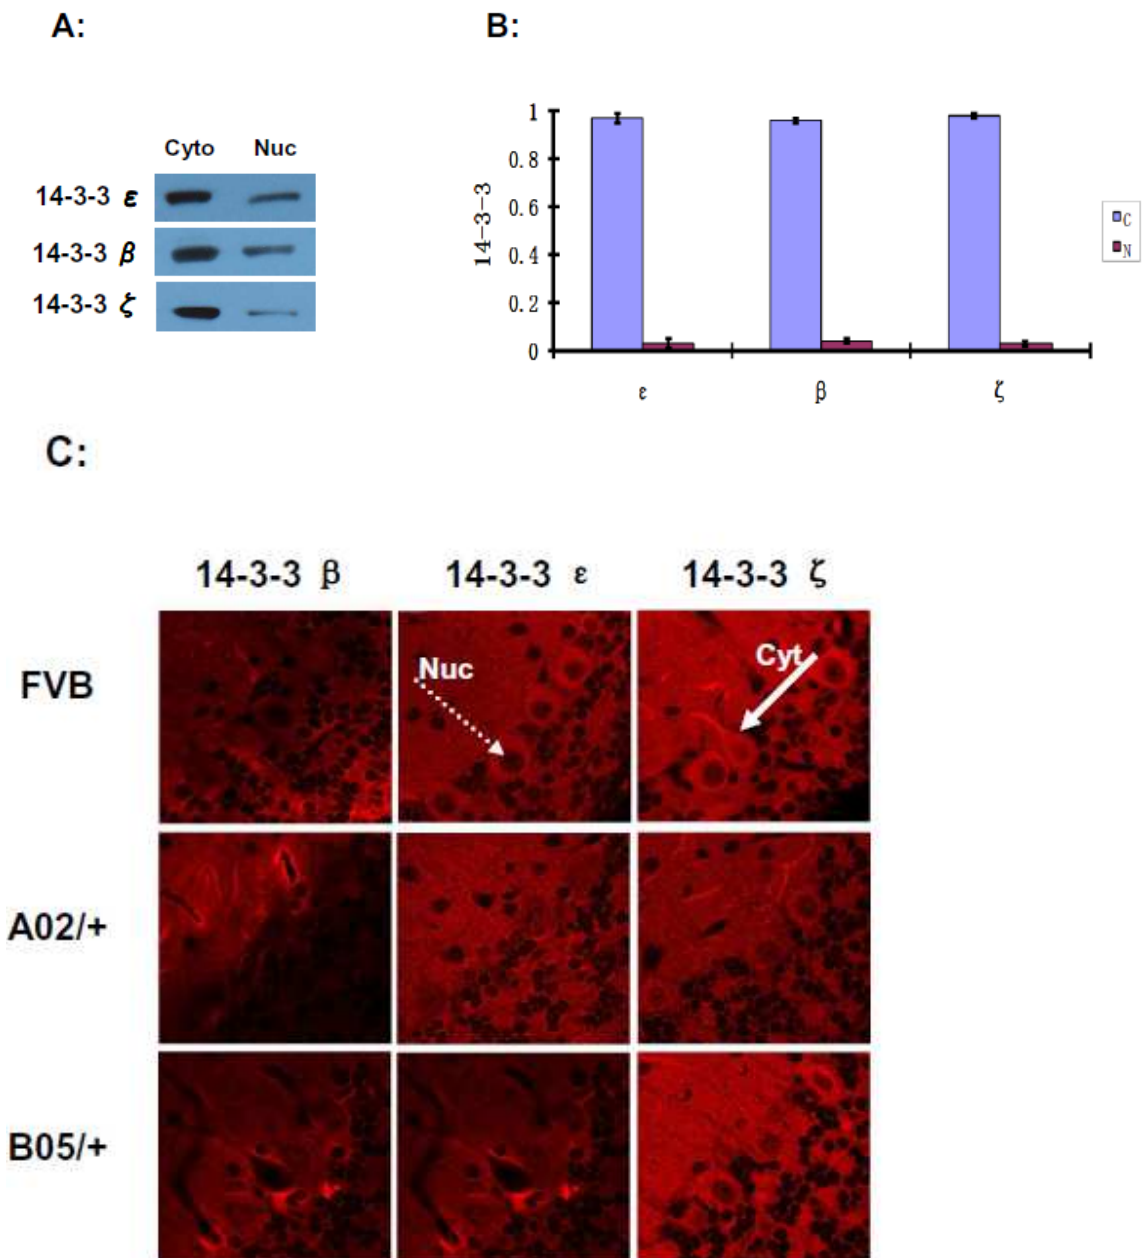 A:
B:
Cyto Nuc
14-3-3 ε
14-3-3 β
14-3-3 ζ
14-3-3
1
0.8
0.6
0.4
0.2
0
ε β ζ
C
N
C:
14-3-3 β 14-3-3 ε 14-3-3 ζ
FVB
Nuc
Cyt
A02/+
B05/+